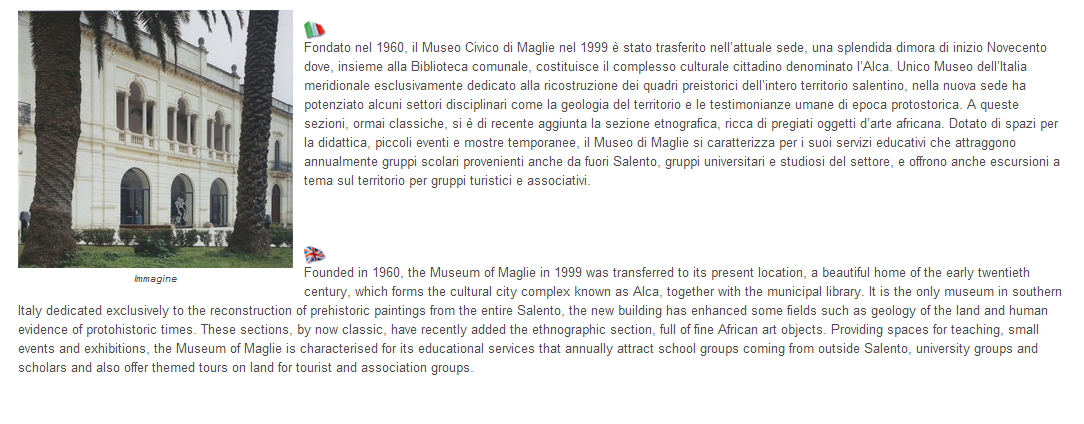 Fondato nel 1960, il Museo Civico di Maglie nel 1999 è stato trasferito nell'attuale sede, una splendida dimora di inizio Novecento
dove, insieme alla Biblioteca comunale, costituisce il complesso culturale cittadino denominato l'Alca. Unico Museo dell'Italia
meridionale esclusivamente dedicato alla ricostruzione dei quadri preistorici dell'intero territorio salentino, nella nuova sede ha
potenziato alcuni settori disciplinari come la geologia del territorio e le testimonianze umane di epoca protostorica. A queste
sezioni, ormai classiche, si è di recente aggiunta la sezione etnografica, ricca di pregiati oggetti d'arte africana. Dotato di spazi per
la didattica, piccoli eventi e mostre temporanee, il Museo di Maglie si caratterizza per i suoi servizi educativi che attraggono
annualmente gruppi scolari provenienti anche da fuori Salento, gruppi universitari e studiosi del settore, e offrono anche escursioni a
tema sul territorio per gruppi turistici e associativi.
Immagine
Founded in 1960, the Museum of Maglie in 1999 was transferred to its present location, a beautiful home of the early twentieth
century, which forms the cultural city complex known as Alca, together with the municipal library. It is the only museum in southern
Italy dedicated exclusively to the reconstruction of prehistoric paintings from the entire Salento, the new building has enhanced some fields such as geology of the land and human
evidence of protohistoric times. These sections, by now classic, have recently added the ethnographic section, full of fine African art objects. Providing spaces for teaching, small
events and exhibitions, the Museum of Maglie is characterised for its educational services that annually attract school groups coming from outside Salento, university groups and
scholars and also offer themed tours on land for tourist and association groups.